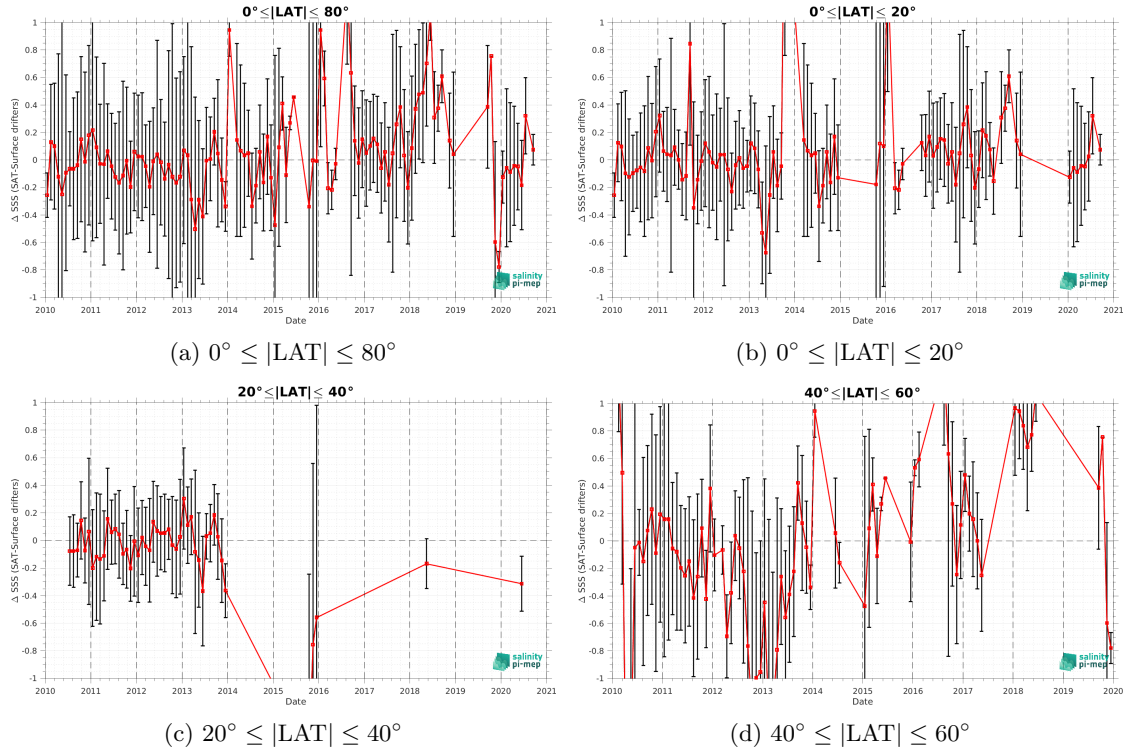 0°≤|LAT|≤ 80°
Δ SSS (SAT-Surface drifters)
1
0.8
0.6
0.4
0.2
0
-0.2
-0.4
-0.6
-0.8
-1
2010 2011 2012 2013 2014 2015 2016 2017 2018 2019 2020 2021
Date
salinity
pi-mep
(a) 0° ≤ |LAT| ≤ 80°
0°≤|LAT|≤ 20°
Δ SSS (SAT-Surface drifters)
1
0.8
0.6
0.4
0.2
0
-0.2
-0.4
-0.6
-0.8
-1
2010 2011 2012 2013 2014 2015 2016 2017 2018 2019 2020 2021
Date
salinity
pi-mep
(b) 0° ≤ |LAT| ≤ 20°
20°≤|LAT|≤ 40°
Δ SSS (SAT-Surface drifters)
1
0.8
0.6
0.4
0.2
0
-0.2
-0.4
-0.6
-0.8
-1
2010 2011 2012 2013 2014 2015 2016 2017 2018 2019 2020 2021
Date
salinity
pi-mep
(c) 20° ≤ |LAT| ≤ 40°
40°≤|LAT|≤ 60°
Δ SSS (SAT-Surface drifters)
1
0.8
0.6
0.4
0.2
0
-0.2
-0.4
-0.6
-0.8
-1
2010 2011 2012 2013 2014 2015 2016 2017 2018 2019 2020
Date
salinity
pi-mep
(d) 40° ≤ |LAT| ≤ 60°